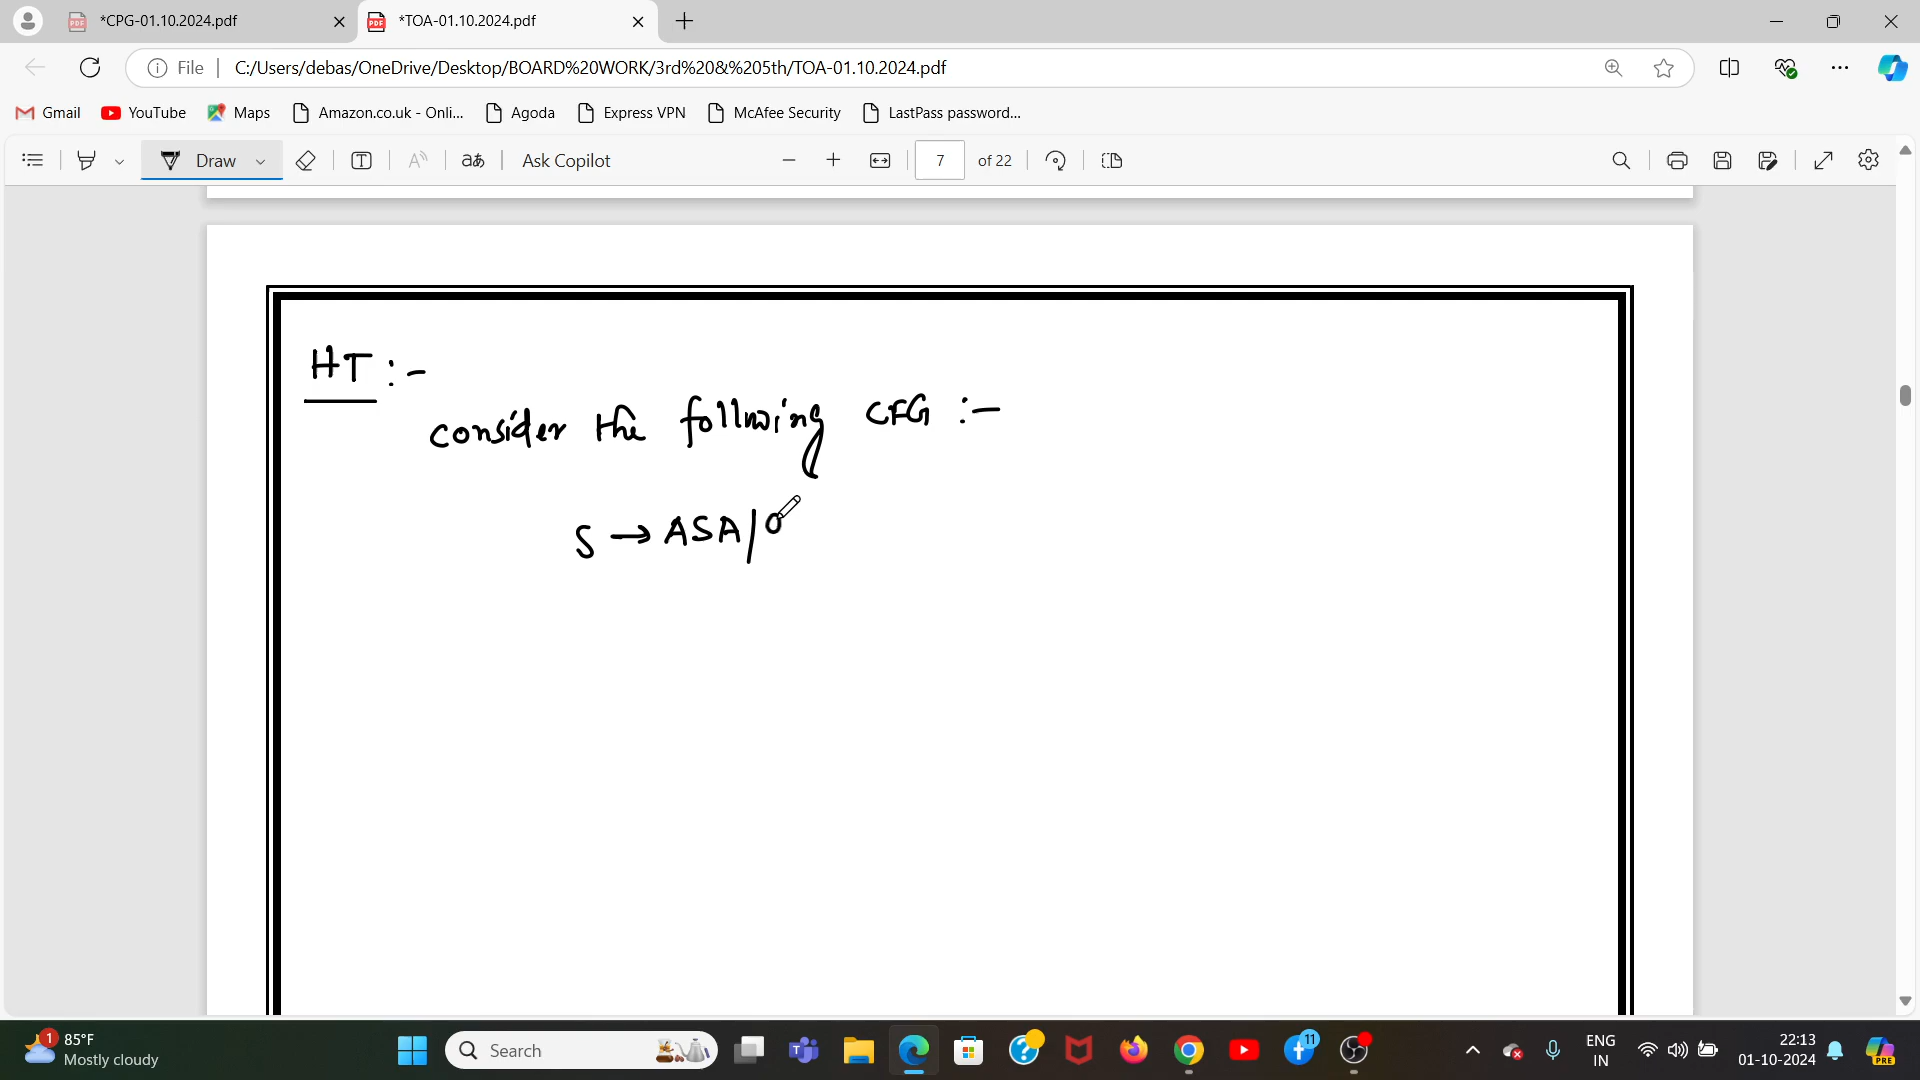 *CPG-01.10.2024.pdf
*TOA-01.10.2024.pdf
File
C:/Users/debas/OneDrive/Desktop/BOARD%20WORK/3rd%20&%205th/TOA-01.10.2024.pdf
Gmail YouTube Maps Amazon.co.uk - Onli... Agoda Express VPN McAfee Security LastPass password...
Draw Ask Copilot 7 of 22
HT :-
consider the following CFG :-
S → ASA/
1 85°F
Mostly cloudy
Search
11
ENG
IN
22:13
01-10-2024
PRE